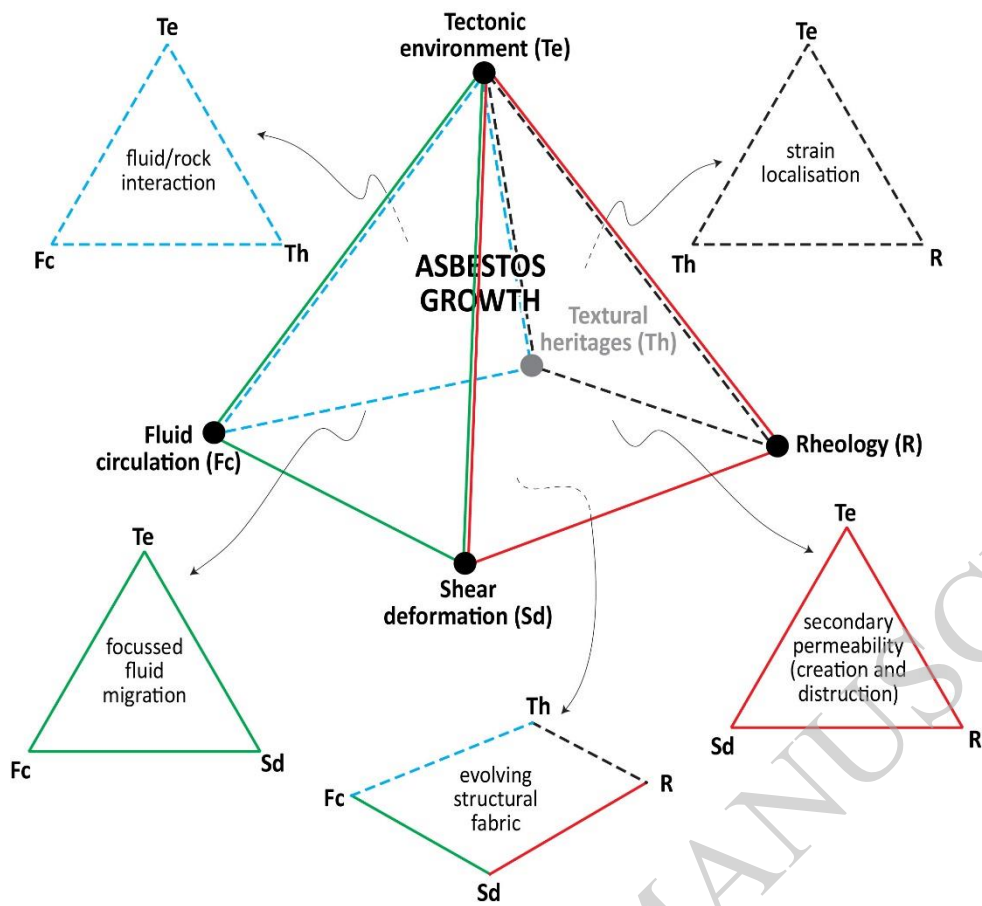 Tectonic
environment (Te)
Te
fluid/rock
interaction
Fc
Th
Te
strain
localisation
Th
R
ASBESTOS
GROWTH
Textural
heritages (Th)
Fluid
circulation (Fc)
Rheology (R)
Shear
deformation (Sd)
Te
focussed
fluid
migration
Fc
Sd
Th
Fc
evolving
structural
fabric
R
Sd
Te
secondary
permeability
(creation and
distruction)
Sd
R
MANUSC